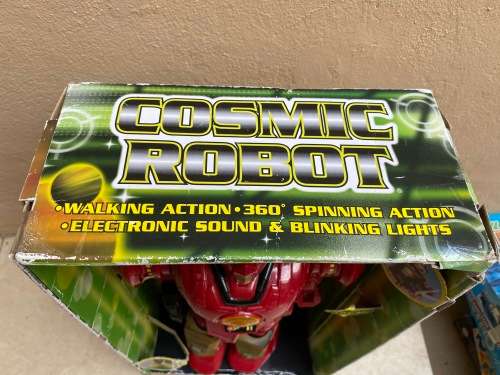 COSMIC
ROBOT
•WALKING ACTION•360° SPINNING ACTION
•ELECTRONIC SOUND & BLINKING LIGHTS